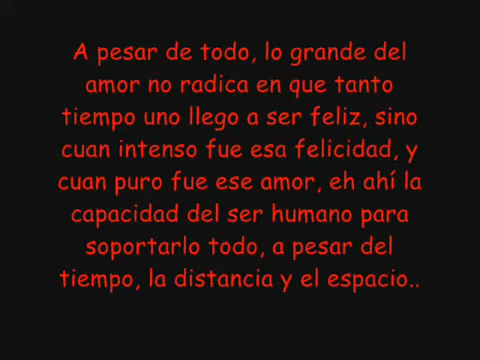 A pesar de todo, lo grande del
amor no radica en que tanto
tiempo uno llego a ser feliz, sino
cuan intenso fue esa felicidad, y
cuan puro fue ese amor, eh ahí la
capacidad del ser humano para
soportarlo todo, a pesar del
tiempo, la distancia y el espacio..